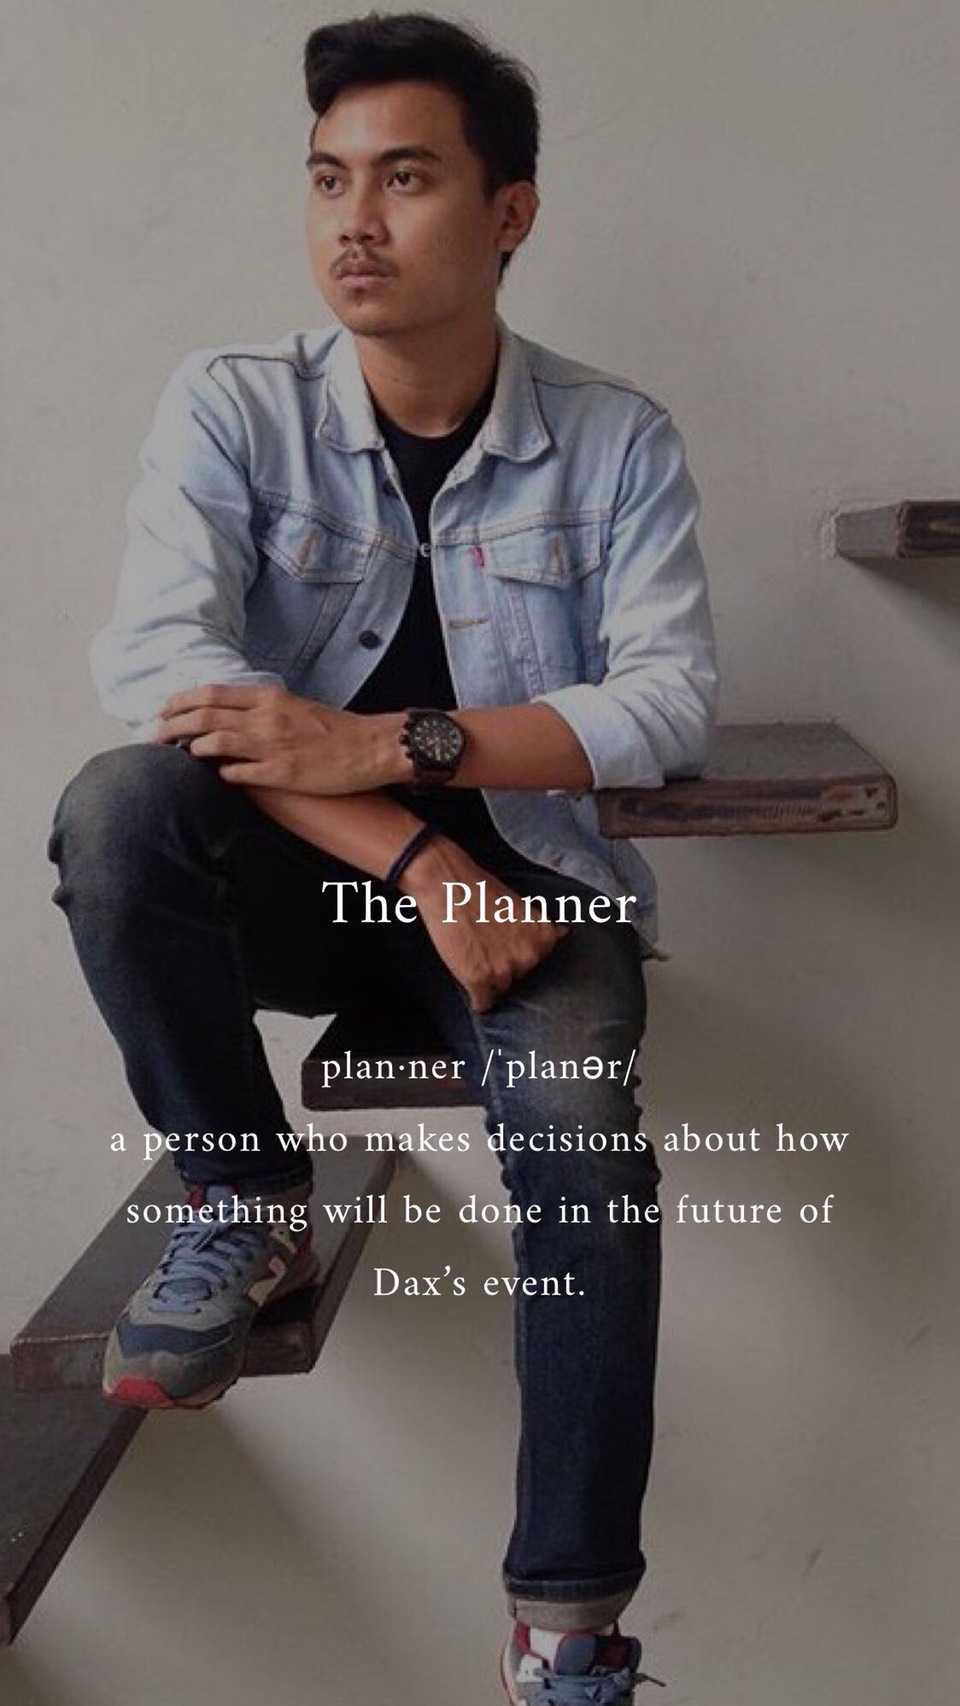 The Planner
plan·ner /ˈplanər/
a person who makes decisions about how
something will be done in the future of
Dax’s event.